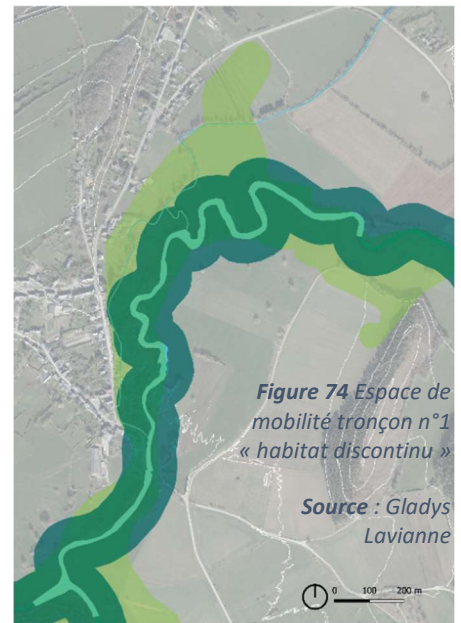 Figure 74 Espace de
mobilité tronçon n°1
« habitat discontinu »
Source : Gladys
Lavianne
0 100 200 m